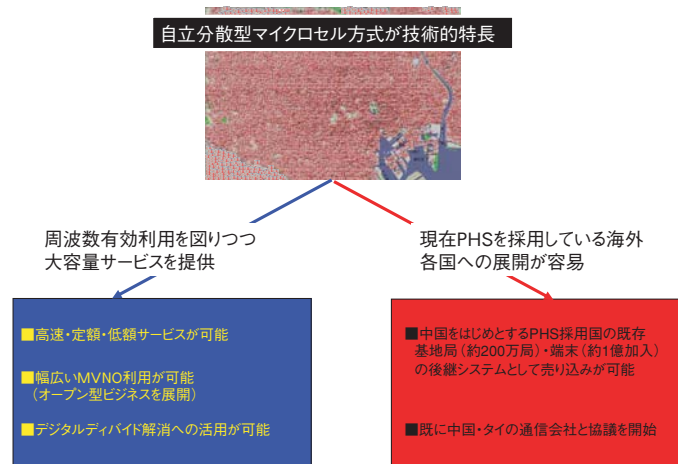 自立分散型マイクロセル方式が技術的特長
周波数有効利用を図りつつ
大容量サービスを提供
現在PHSを採用している海外
各国への展開が容易
■高速・定額・低額サービスが可能
■幅広いMVNO利用が可能
(オープン型ビジネスを展開)
■デジタルディバイド解消への活用が可能
■中国をはじめとするPHS採用国の既存
基地局(約200万局)・端末(約1億加入)
の後継システムとして売り込みが可能
■既に中国・タイの通信会社と協議を開始